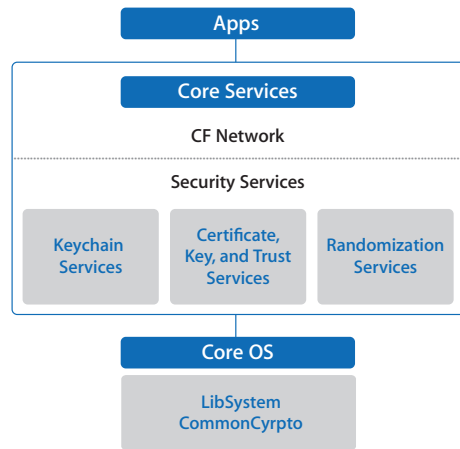 Apps
Core Services
CF Network
Security Services
Keychain
Services
Certificate,
Key, and Trust
Services
Randomization
Services
Core OS
LibSystem
CommonCyrpto